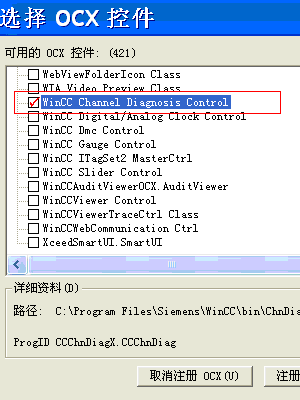 选择 OCX 控件
可用的 OCX 控件: (421)
WebViewFolderIcon Class
WIA Video Preview Class
WinCC Channel Diagnosis Control
WinCC Digital/Analog Clock Control
WinCC Dmc Control
WinCC Gauge Control
WinCC ITagSet2 MasterCtrl
WinCC Slider Control
WinCCAuditViewerOCX.AuditViewer
WinCCViewer Control
WinCCViewerTraceCtrl Class
WinCCWebCommunication Ctrl
XceedSmartUI.SmartUI
详细资料(D)
路径: C:\Program Files\Siemens\WinCC\bin\ChnDi
ProgID CCChnDiagX.CCChnDiag
取消注册 OCX(U) 注册